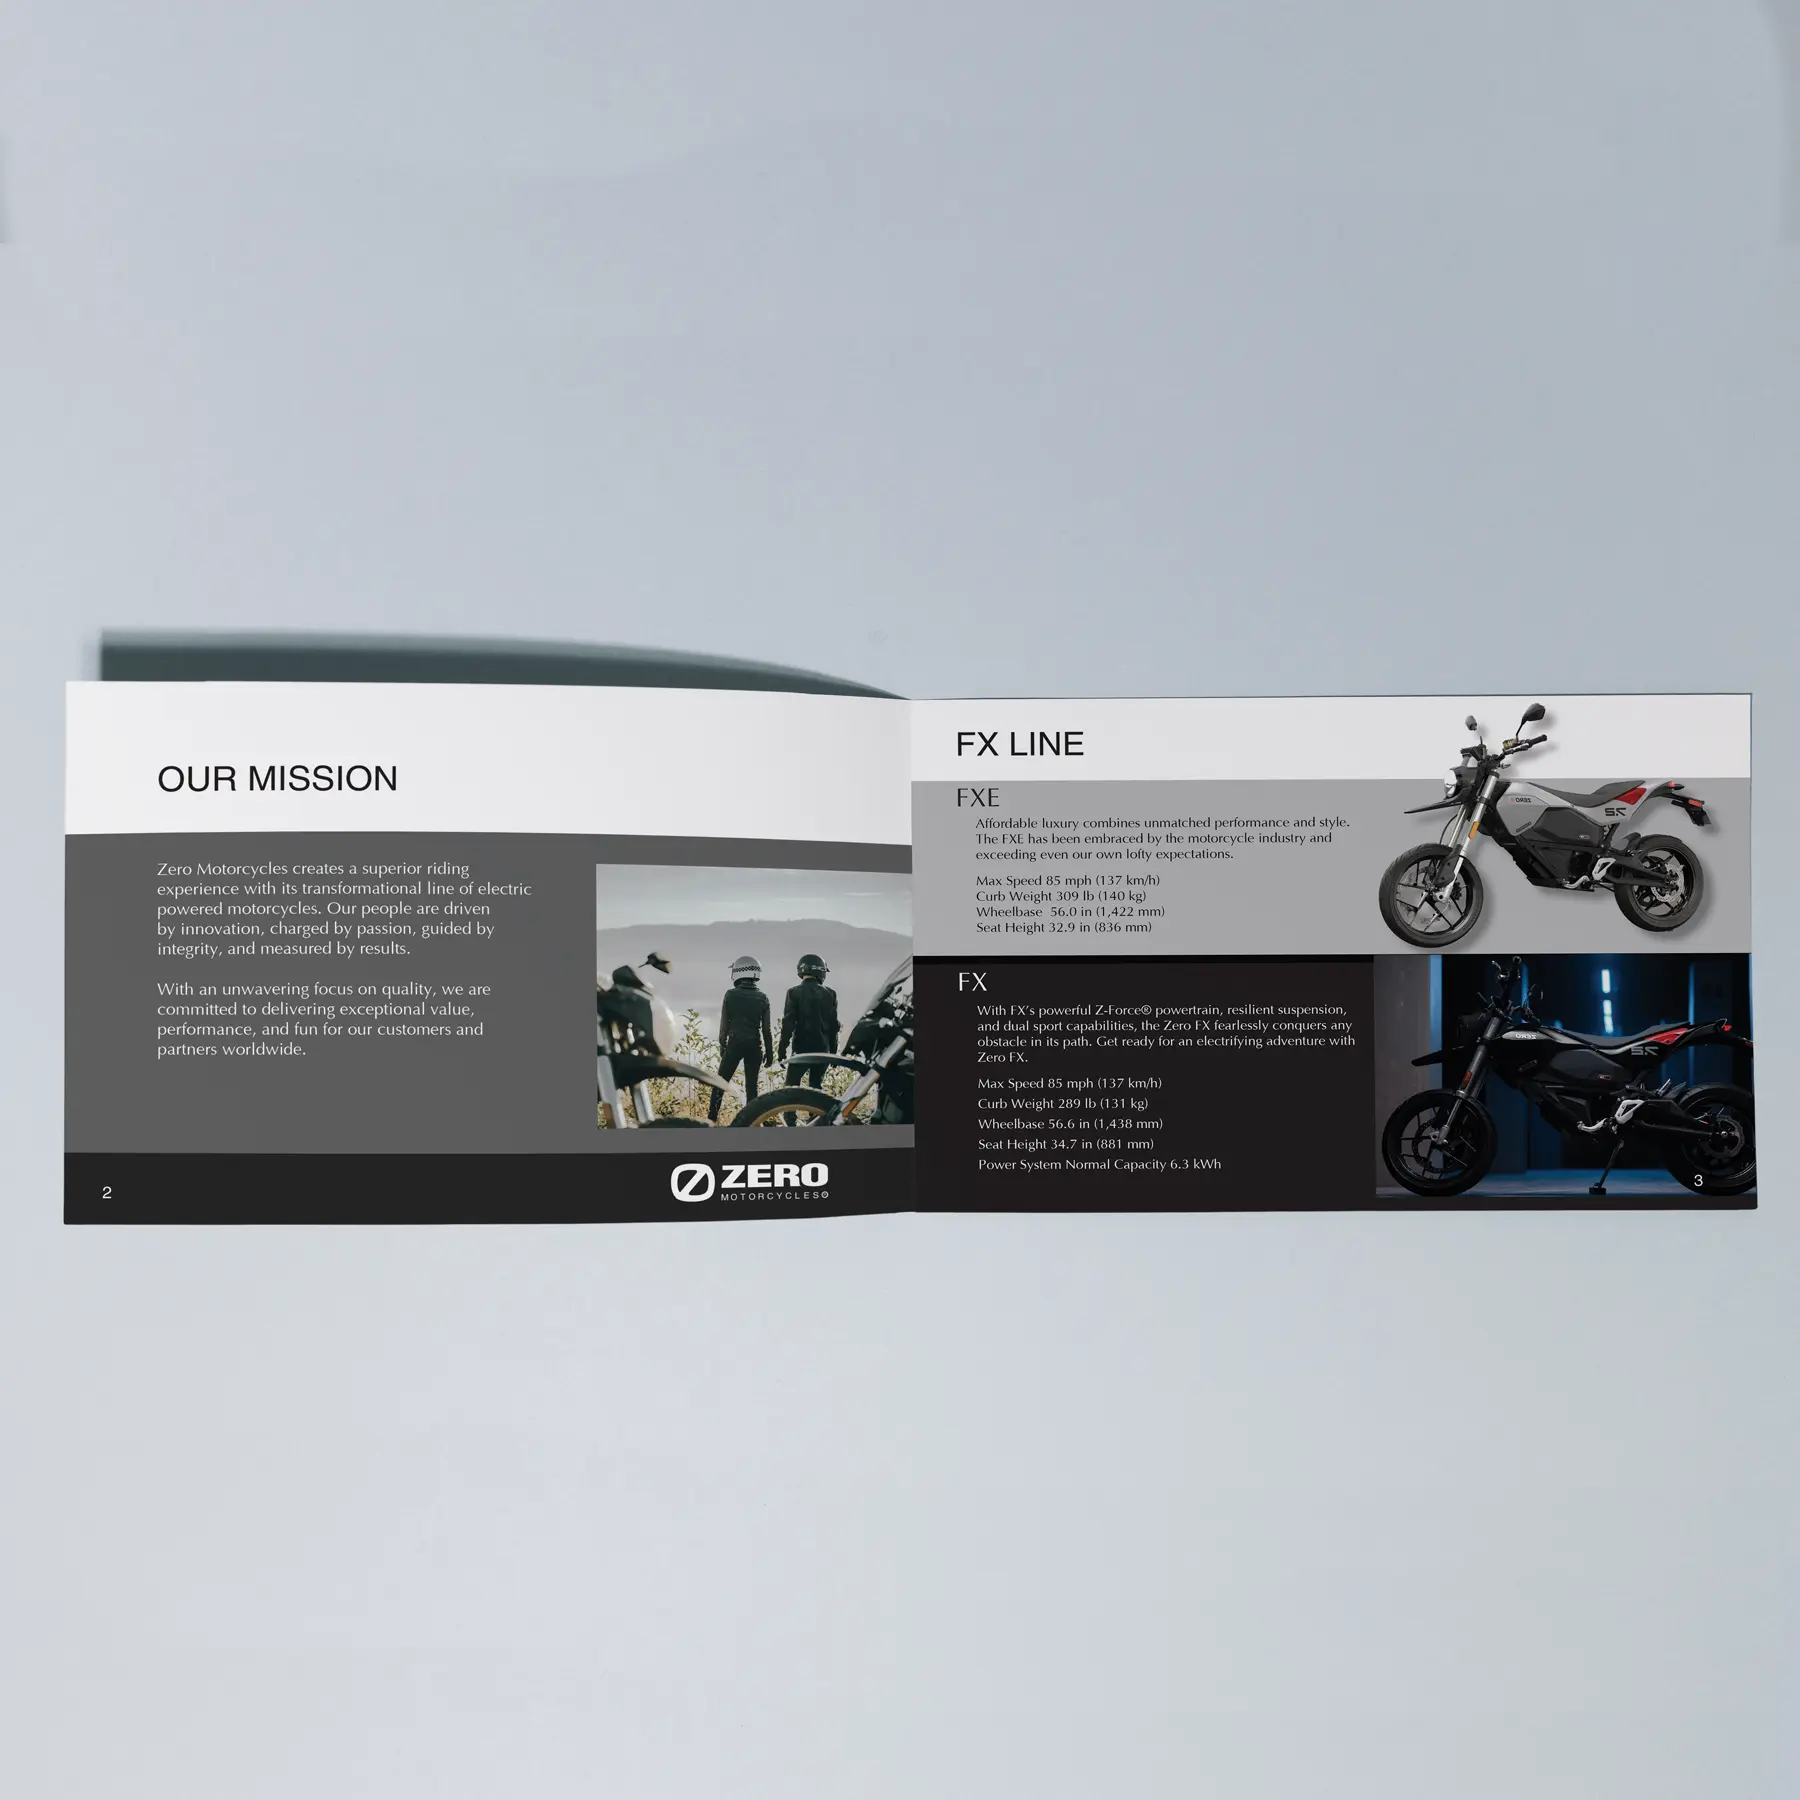 OUR MISSION
Zero Motorcycles creates a superior riding
experience with its transformational line of electric
powered motorcycles. Our people are driven
by innovation, charged by passion, guided by
integrity, and measured by results.
With an unwavering focus on quality, we are
committed to delivering exceptional value,
performance, and fun for our customers and
partners worldwide.
2
ZERO
MOTORCYCLES®
FX LINE
FXE
Affordable luxury combines unmatched performance and style.
The FXE has been embraced by the motorcycle industry and
exceeding even our own lofty expectations.
Max Speed 85 mph (137 km/h)
Curb Weight 309 lb (140 kg)
Wheelbase  56.0 in (1,422 mm)
Seat Height 32.9 in (836 mm)
FX
With FX's powerful Z-Force® powertrain, resilient suspension,
and dual sport capabilities, the Zero FX fearlessly conquers any
obstacle in its path. Get ready for an electrifying adventure with
Zero FX.
Max Speed 85 mph (137 km/h)
Curb Weight 289 lb (131 kg)
Wheelbase 56.6 in (1,438 mm)
Seat Height 34.7 in (881 mm)
Power System Normal Capacity 6.3 kWh
3